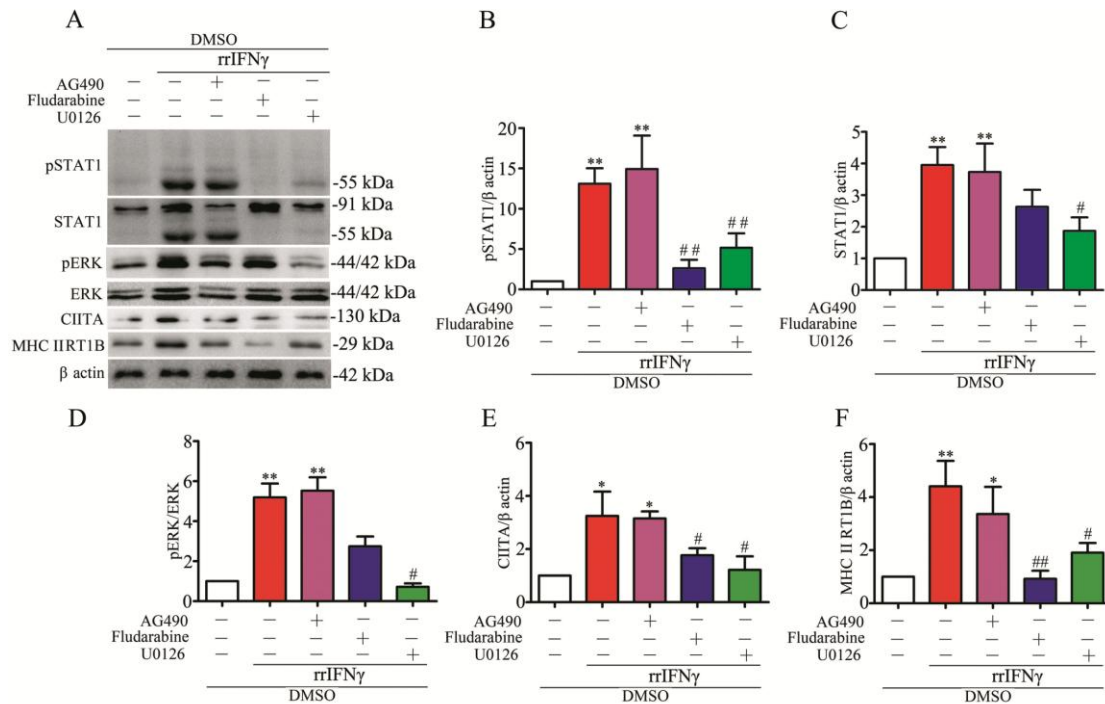 A
DMSO
rrIFNγ
AG490 – – + – –
Fludarabine – – – + –
U0126 – – – – +
pSTAT1
-55 kDa
STAT1
-91 kDa
-55 kDa
pERK -44/42 kDa
ERK -44/42 kDa
CIITA -130 kDa
MHC IIRT1B -29 kDa
β actin -42 kDa
B
pSTAT1/β actin
20
15
10
5
0
** ** ## ##
AG490 – – + – –
Fludarabine – – – + –
U0126 – – – – +
rrIFNγ
DMSO
C
STAT1/β actin
5
4
3
2
1
0
** ** #
AG490 – – + – –
Fludarabine – – – + –
U0126 – – – – +
rrIFNγ
DMSO
D
pERK/ERK
8
6
4
2
0
** ** #
AG490 – – + – –
Fludarabine – – – + –
U0126 – – – – +
rrIFNγ
DMSO
E
CIITA/β actin
6
4
2
0
* * # #
AG490 – – + – –
Fludarabine – – – + –
U0126 – – – – +
rrIFNγ
DMSO
F
MHC II RT1B/β actin
6
4
2
0
** * ## #
AG490 – – + – –
Fludarabine – – – + –
U0126 – – – – +
rrIFNγ
DMSO